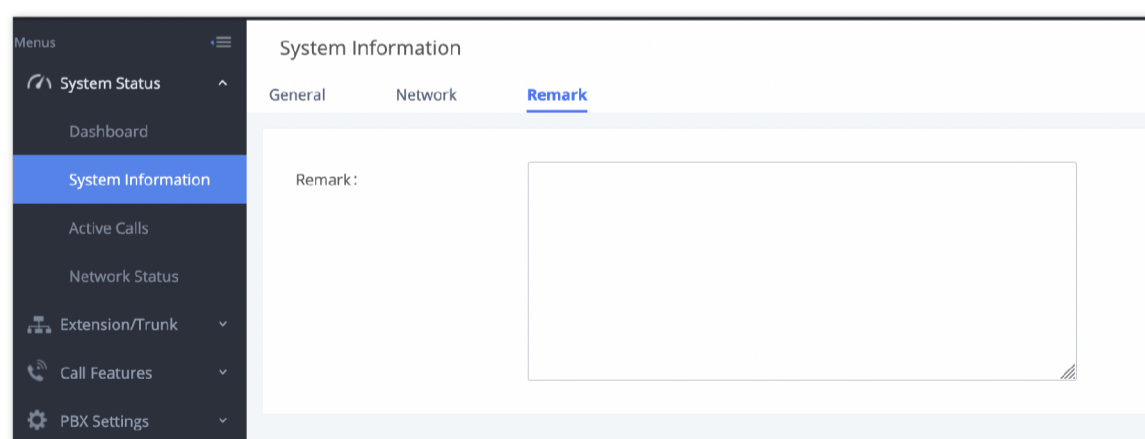 Menus
System Status
Dashboard
System Information
Active Calls
Network Status
Extension/Trunk
Call Features
PBX Settings
System Information
General Network Remark
Remark: